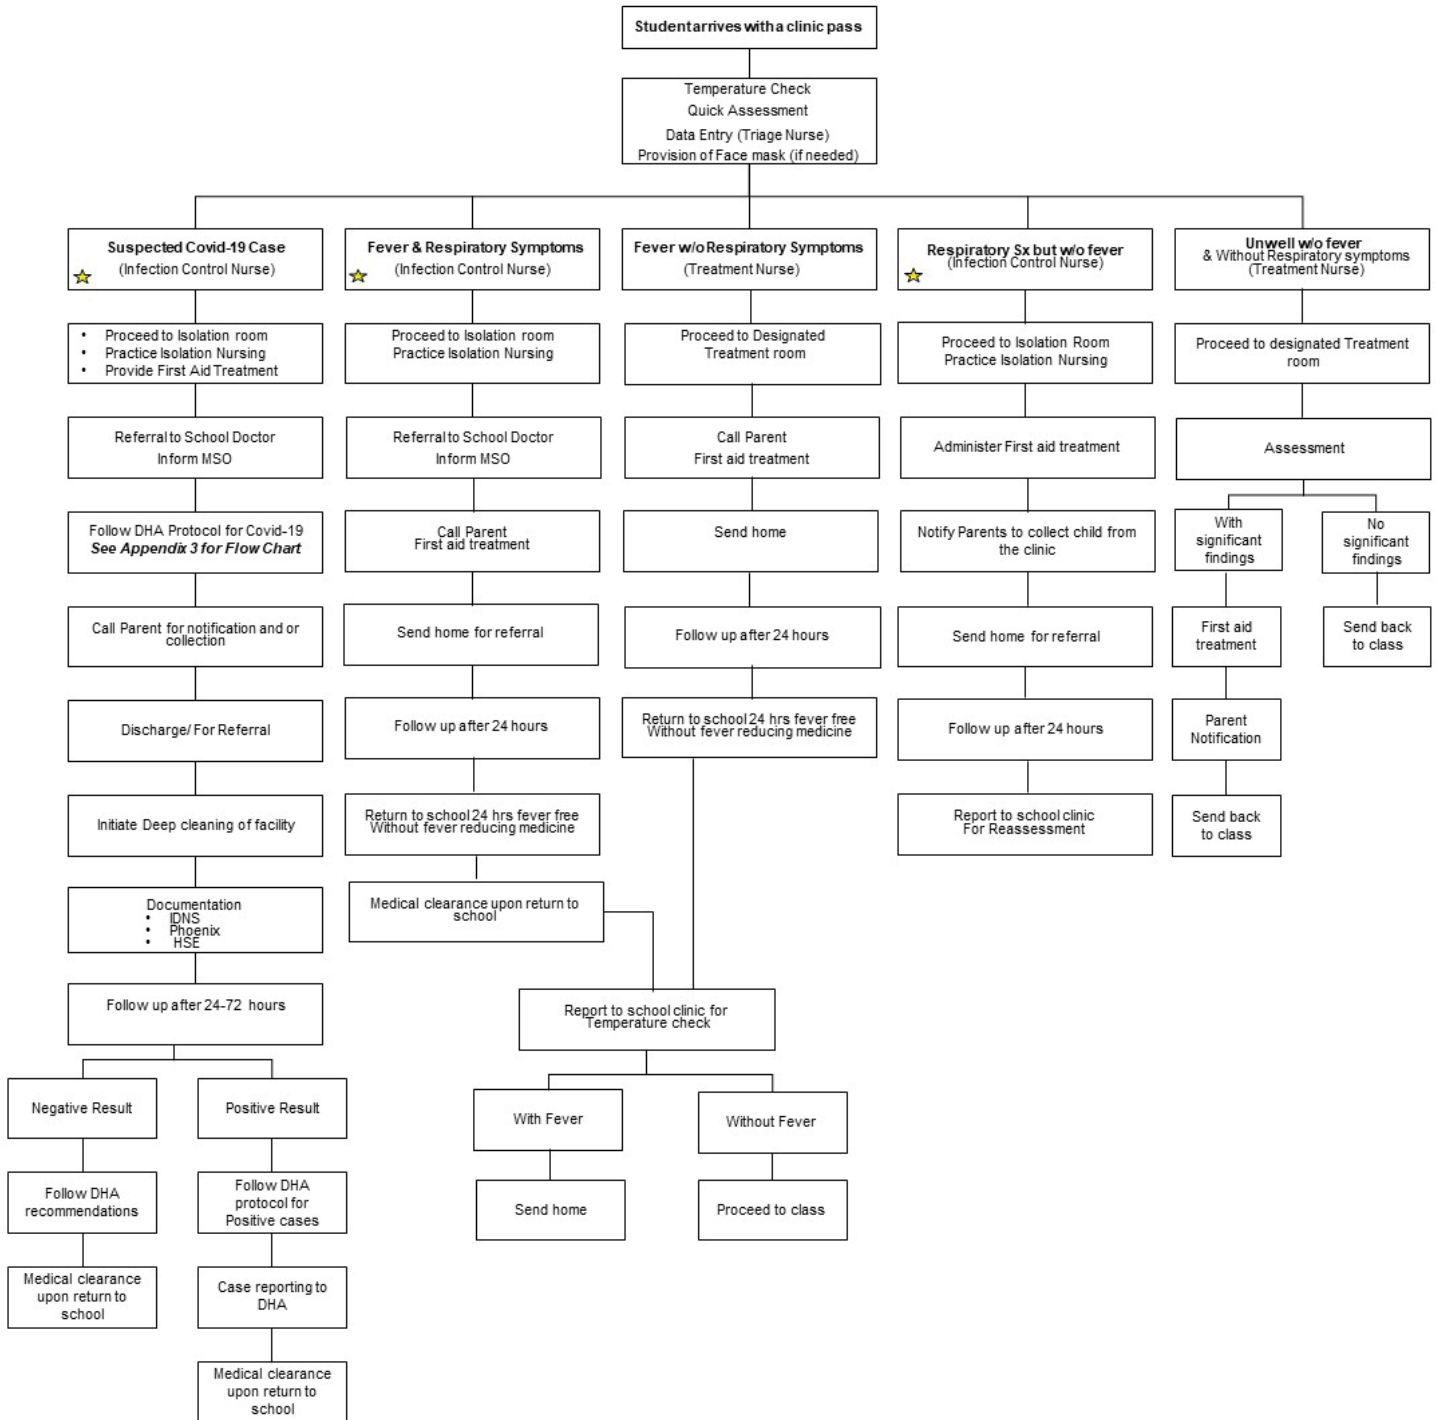 Student arrives with a clinic pass
Temperature Check
Quick Assessment
Data Entry (Triage Nurse)
Provision of Face mask (if needed)
Suspected Covid-19 Case
(Infection Control Nurse)
• Proceed to Isolation room
• Practice Isolation Nursing
• Provide First Aid Treatment
Referral to School Doctor
Inform MSO
Follow DHA Protocol for Covid-19
See Appendix 3 for Flow Chart
Call Parent for notification and or
collection
Discharge/ For Referral
Initiate Deep cleaning of facility
Documentation
• IDNS
• Phoenix
• HSE
Follow up after 24-72 hours
Negative Result
Follow DHA
recommendations
Medical clearance
upon return to
school
Positive Result
Follow DHA
protocol for
Positive cases
Case reporting to
DHA
Medical clearance
upon return to
school
Fever & Respiratory Symptoms
(Infection Control Nurse)
Proceed to Isolation room
Practice Isolation Nursing
Referral to School Doctor
Inform MSO
Call Parent
First aid treatment
Send home for referral
Follow up after 24 hours
Return to school 24 hrs fever free
Without fever reducing medicine
Medical clearance upon return to
school
Fever w/o Respiratory Symptoms
(Treatment Nurse)
Proceed to Designated
Treatment room
Call Parent
First aid treatment
Send home
Follow up after 24 hours
Return to school 24 hrs fever free
Without fever reducing medicine
Report to school clinic for
Temperature check
With Fever
Send home
Without Fever
Proceed to class
Respiratory Sx but w/o fever
(Infection Control Nurse)
Proceed to Isolation Room
Practice Isolation Nursing
Administer First aid treatment
Notify Parents to collect child from
the clinic
Send home for referral
Follow up after 24 hours
Report to school clinic
For Reassessment
Unwell w/o fever
& Without Respiratory symptoms
(Treatment Nurse)
Proceed to designated Treatment
room
Assessment
With
significant
findings
First aid
treatment
Parent
Notification
Send back
to class
No
significant
findings
Send back
to class